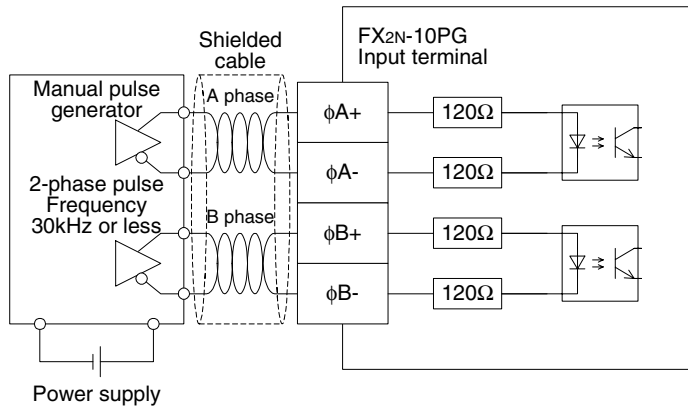 FX2N-10PG
Input terminal
Shielded
cable
Manual pulse
generator
A phase
2-phase pulse
Frequency
30kHz or less
B phase
ϕA+
120Ω
ϕA-
120Ω
ϕB+
120Ω
ϕB-
120Ω
Power supply